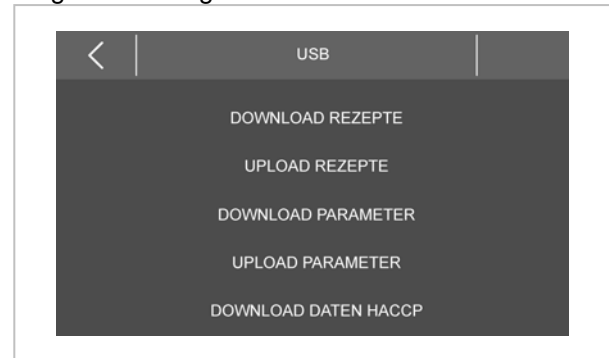 USB
DOWNLOAD REZEPTE
UPLOAD REZEPTE
DOWNLOAD PARAMETER
UPLOAD PARAMETER
DOWNLOAD DATEN HACCP